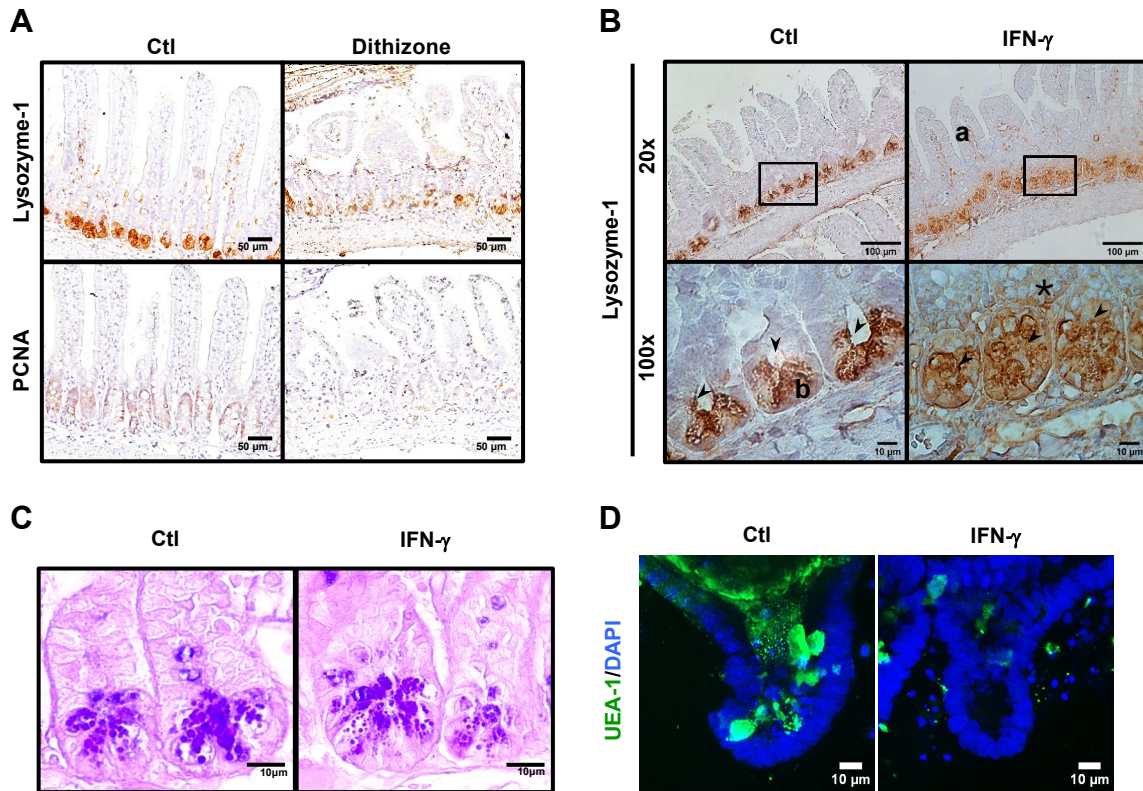 A
Ctl
Dithizone
Lysozyme-1
50 µm
50 µm
PCNA
50 µm
50 µm
B
Ctl
IFN-γ
Lysozyme-1
20x
a
100 µm
100 µm
100x
*
b
10 µm
10 µm
C
Ctl
IFN-γ
10µm
10µm
D
Ctl
IFN-γ
UEA-1/DAPI
10 µm
10 µm